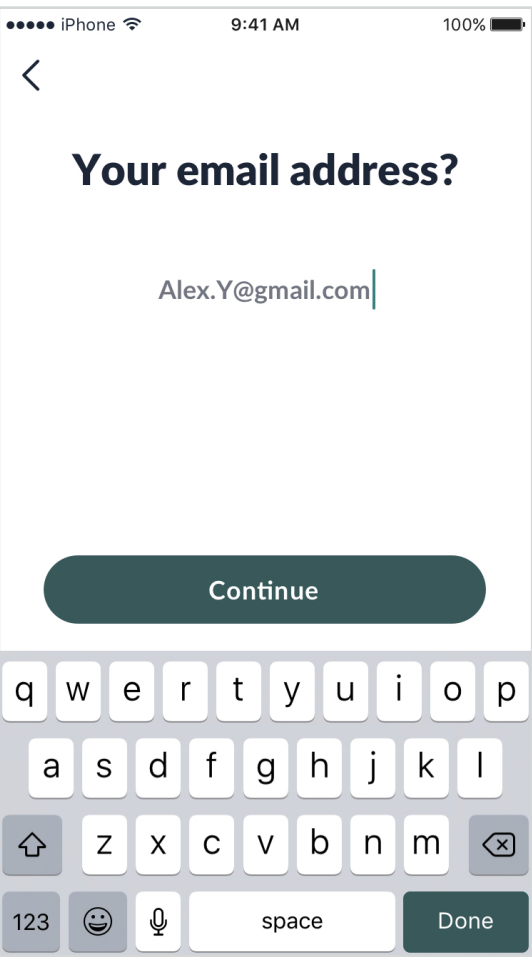 iPhone 9:41 AM 100%
Your email address?
Alex.Y@gmail.com
Continue
q w e r t y u i o p
a s d f g h j k l
z x c v b n m
123 space Done